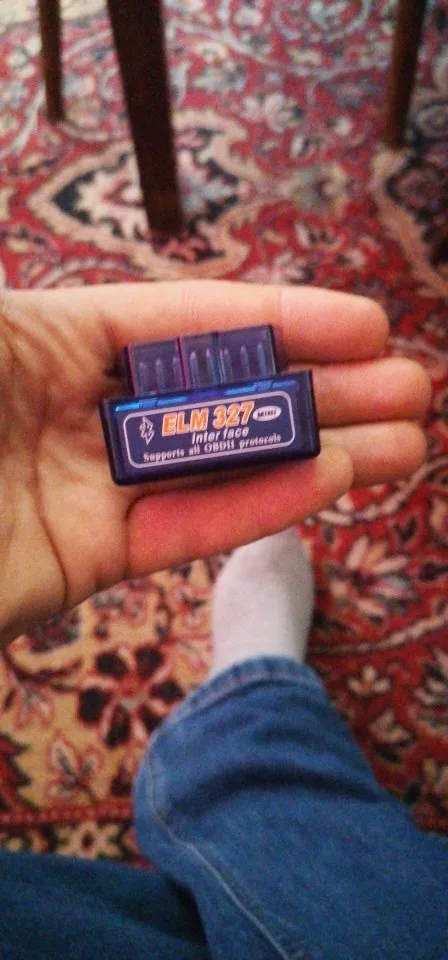 ELM 327 mini
Interface
Supports all OBDII protocols